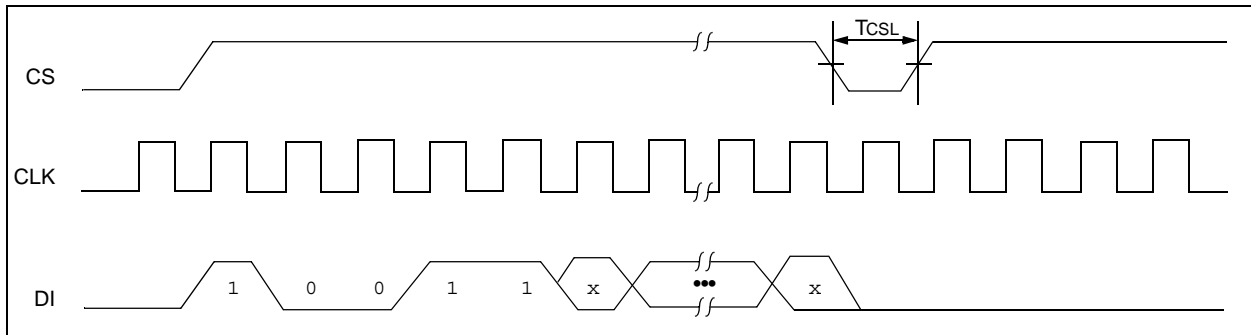 TCSL
CS
CLK
DI
1 0 0 1 1 x ••• x